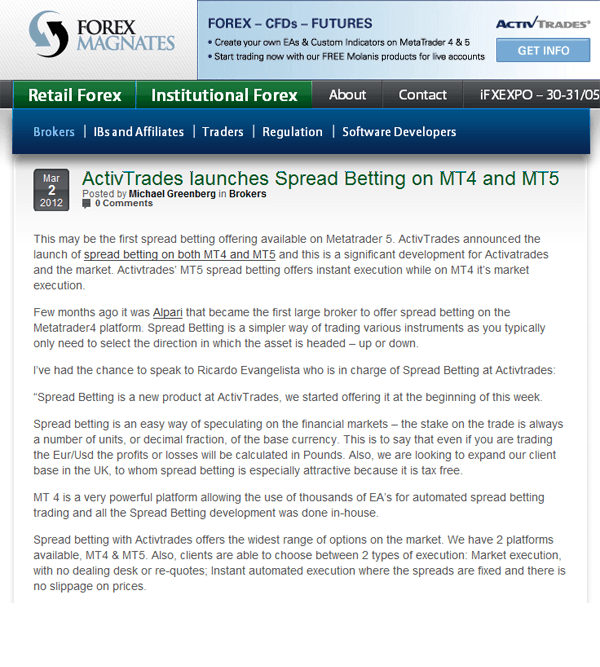 FOREX
MAGNATES
FOREX – CFDs – FUTURES
• Create your own EAs & Custom Indicators on MetaTrader 4 & 5
• Start trading now with our FREE Molanis products for live accounts
ACTIVTRADES®
GET INFO
Retail Forex
Institutional Forex
About
Contact
iFXEXPO – 30-31/05
Brokers | IBs and Affiliates | Traders | Regulation | Software Developers
Mar
2
2012
ActivTrades launches Spread Betting on MT4 and MT5
Posted by Michael Greenberg in Brokers
0 Comments
This may be the first spread betting offering available on Metatrader 5. ActivTrades announced the
launch of spread betting on both MT4 and MT5 and this is a significant development for Activatrades
and the market. Activtrades' MT5 spread betting offers instant execution while on MT4 it's market
execution.
Few months ago it was Alpari that became the first large broker to offer spread betting on the
Metatrader4 platform. Spread Betting is a simpler way of trading various instruments as you typically
only need to select the direction in which the asset is headed – up or down.
I've had the chance to speak to Ricardo Evangelista who is in charge of Spread Betting at Activtrades:
“Spread Betting is a new product at ActivTrades, we started offering it at the beginning of this week.
Spread betting is an easy way of speculating on the financial markets – the stake on the trade is always
a number of units, or decimal fraction, of the base currency. This is to say that even if you are trading
the Eur/Usd the profits or losses will be calculated in Pounds. Also, we are looking to expand our client
base in the UK, to whom spread betting is especially attractive because it is tax free.
MT 4 is a very powerful platform allowing the use of thousands of EA's for automated spread betting
trading and all the Spread Betting development was done in-house.
Spread betting with Activtrades offers the widest range of options on the market. We have 2 platforms
available, MT4 & MT5. Also, clients are able to choose between 2 types of execution: Market execution,
with no dealing desk or re-quotes; Instant automated execution where the spreads are fixed and there is
no slippage on prices.